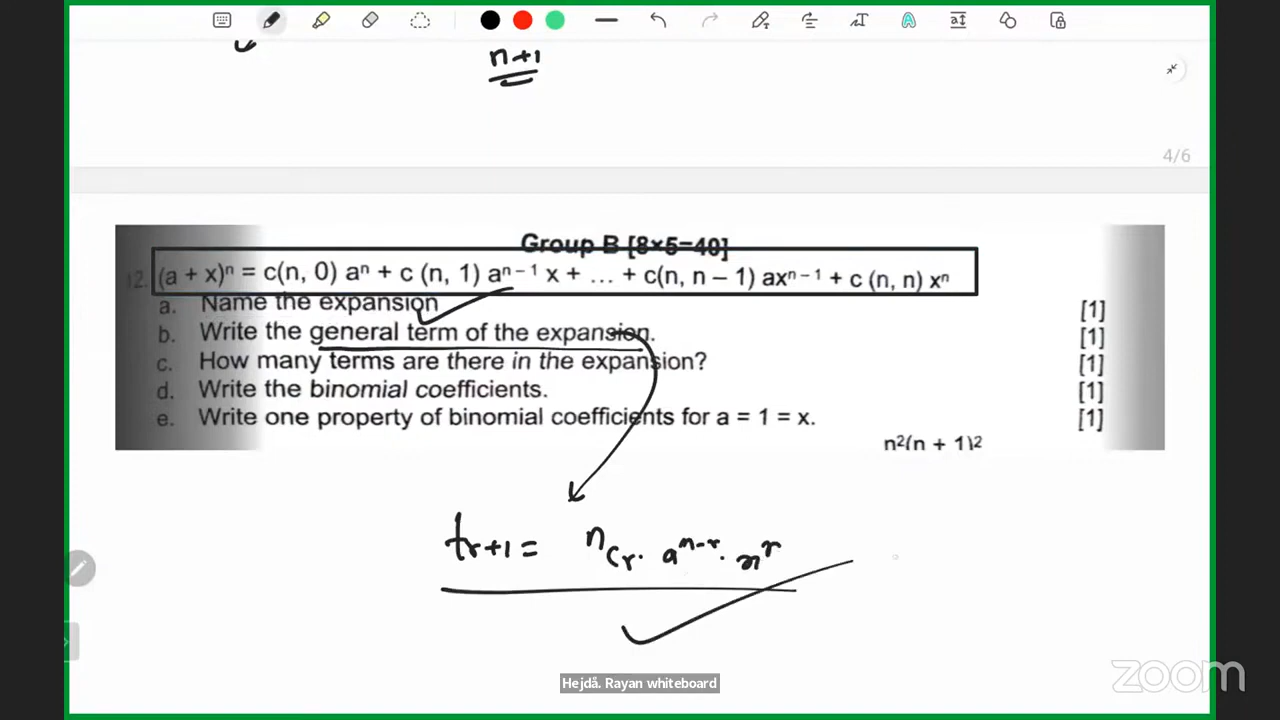 n+1
4/6
Group B [8×5=40]
12. (a + x)ⁿ = c(n, 0) aⁿ + c (n, 1) aⁿ⁻¹ x + ... + c(n, n – 1) axⁿ⁻¹ + c (n, n) xⁿ
a. Name the expansion [1]
b. Write the general term of the expansion. [1]
c. How many terms are there in the expansion? [1]
d. Write the binomial coefficients. [1]
e. Write one property of binomial coefficients for a = 1 = x. [1]
n²(n + 1)²
tᵣ₊₁ = ⁿCᵣ. aⁿ⁻ʳ. xʳ
Hejdå. Rayan whiteboard
zoom